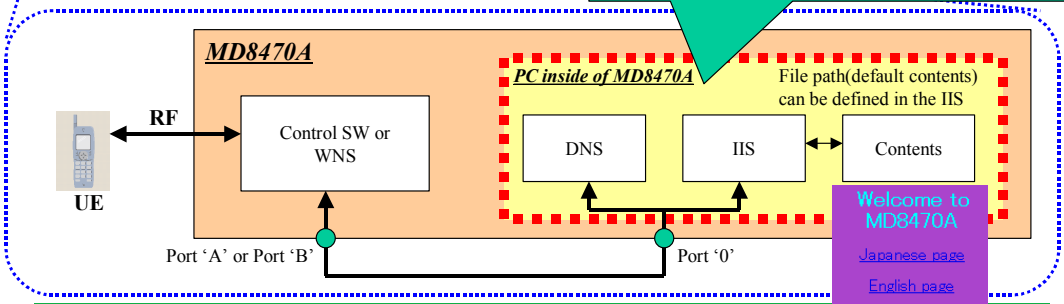 MD8470A
PC inside of MD8470A
File path(default contents)
can be defined in the IIS
RF
Control SW or
WNS
DNS
IIS
Contents
UE
Welcome to
MD8470A
Japanese page
English page
Port ‘A’ or Port ‘B’
Port ‘0’